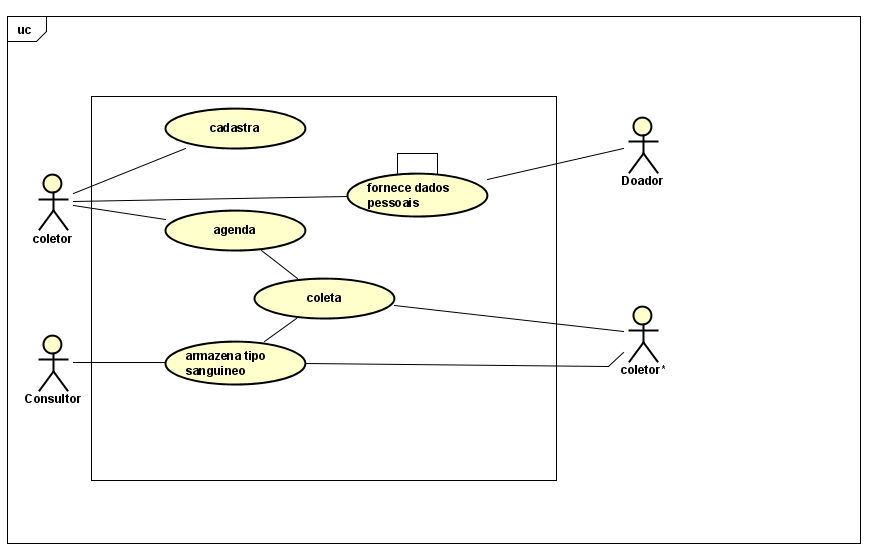 uc
cadastra
Doador
fornece dados
pessoais
coletor
agenda
coleta
armazena tipo
sanguineo
coletor*
Consultor